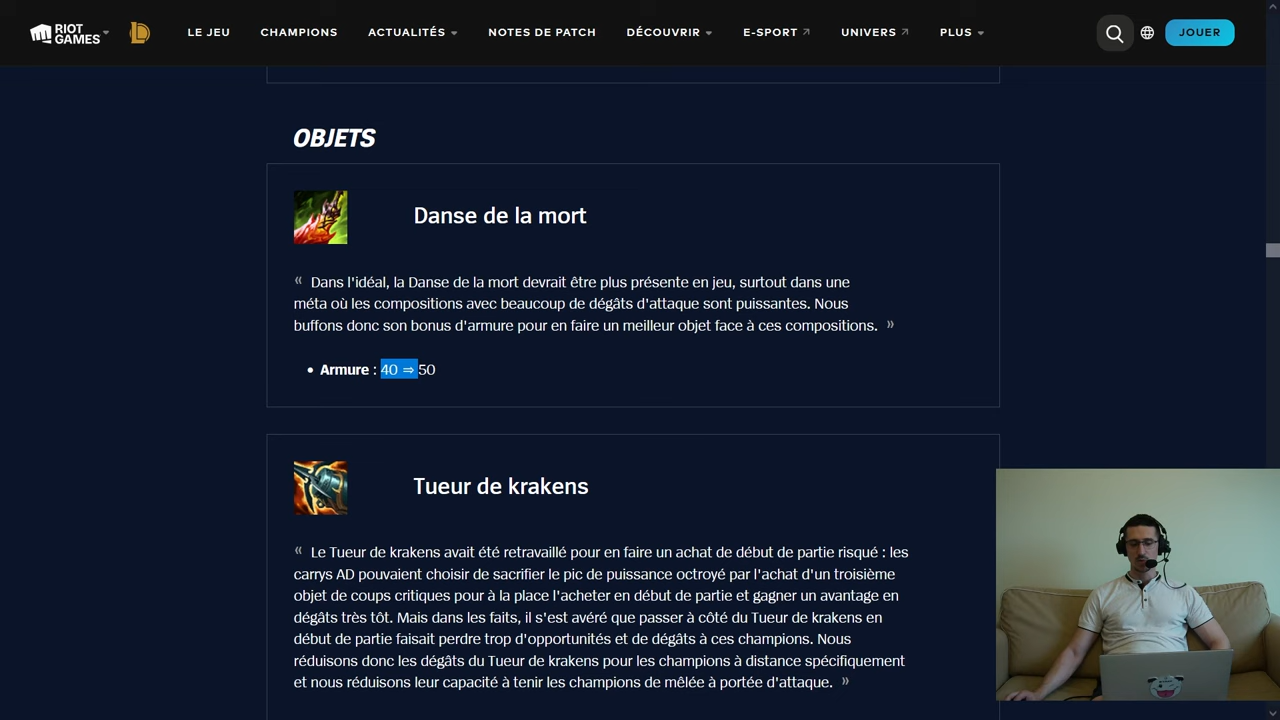 RIOT GAMES LE JEU CHAMPIONS ACTUALITÉS NOTES DE PATCH DÉCOUVRIR E-SPORT UNIVERS PLUS JOUER
OBJETS
Danse de la mort
« Dans l'idéal, la Danse de la mort devrait être plus présente en jeu, surtout dans une
méta où les compositions avec beaucoup de dégâts d'attaque sont puissantes. Nous
buffons donc son bonus d'armure pour en faire un meilleur objet face à ces compositions. »
• Armure : 40 ⇒ 50
Tueur de krakens
« Le Tueur de krakens avait été retravaillé pour en faire un achat de début de partie risqué : les
carrys AD pouvaient choisir de sacrifier le pic de puissance octroyé par l'achat d'un troisième
objet de coups critiques pour à la place l'acheter en début de partie et gagner un avantage en
dégâts très tôt. Mais dans les faits, il s'est avéré que passer à côté du Tueur de krakens en
début de partie faisait perdre trop d'opportunités et de dégâts à ces champions. Nous
réduisons donc les dégâts du Tueur de krakens pour les champions à distance spécifiquement
et nous réduisons leur capacité à tenir les champions de mêlée à portée d'attaque. »